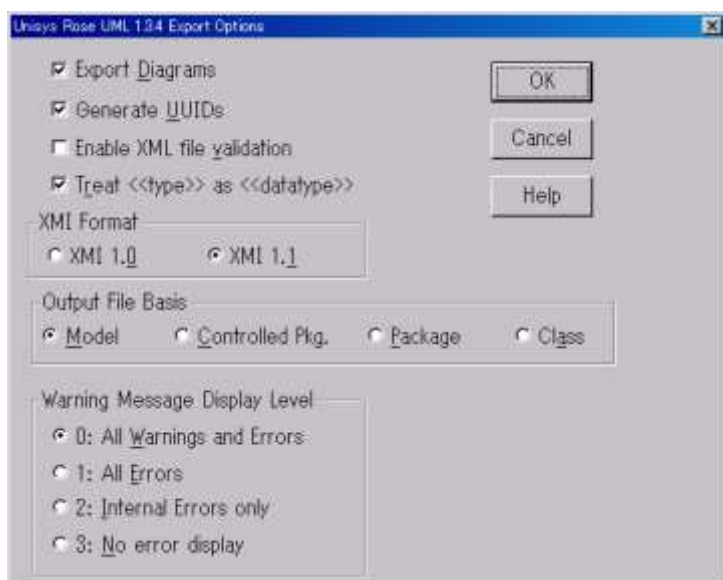 Unisys Rose UML 1.3.4 Export Options
Export Diagrams
Generate UUIDs
Enable XML file validation
Treat <<type>> as <<datatype>>
OK
Cancel
Help
XMI Format
XMI 1.0
XMI 1.1
Output File Basis
Model
Controlled Pkg.
Package
Class
Warning Message Display Level
0: All Warnings and Errors
1: All Errors
2: Internal Errors only
3: No error display